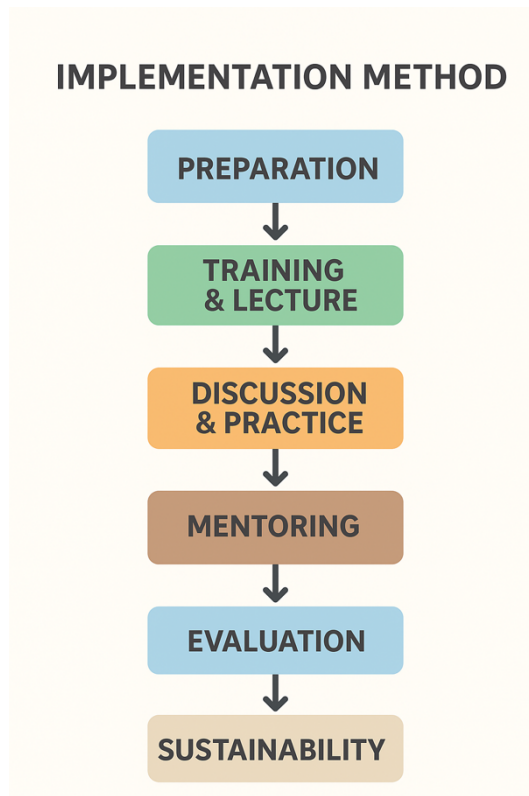 IMPLEMENTATION METHOD
PREPARATION
TRAINING
& LECTURE
DISCUSSION
& PRACTICE
MENTORING
EVALUATION
SUSTAINABILITY